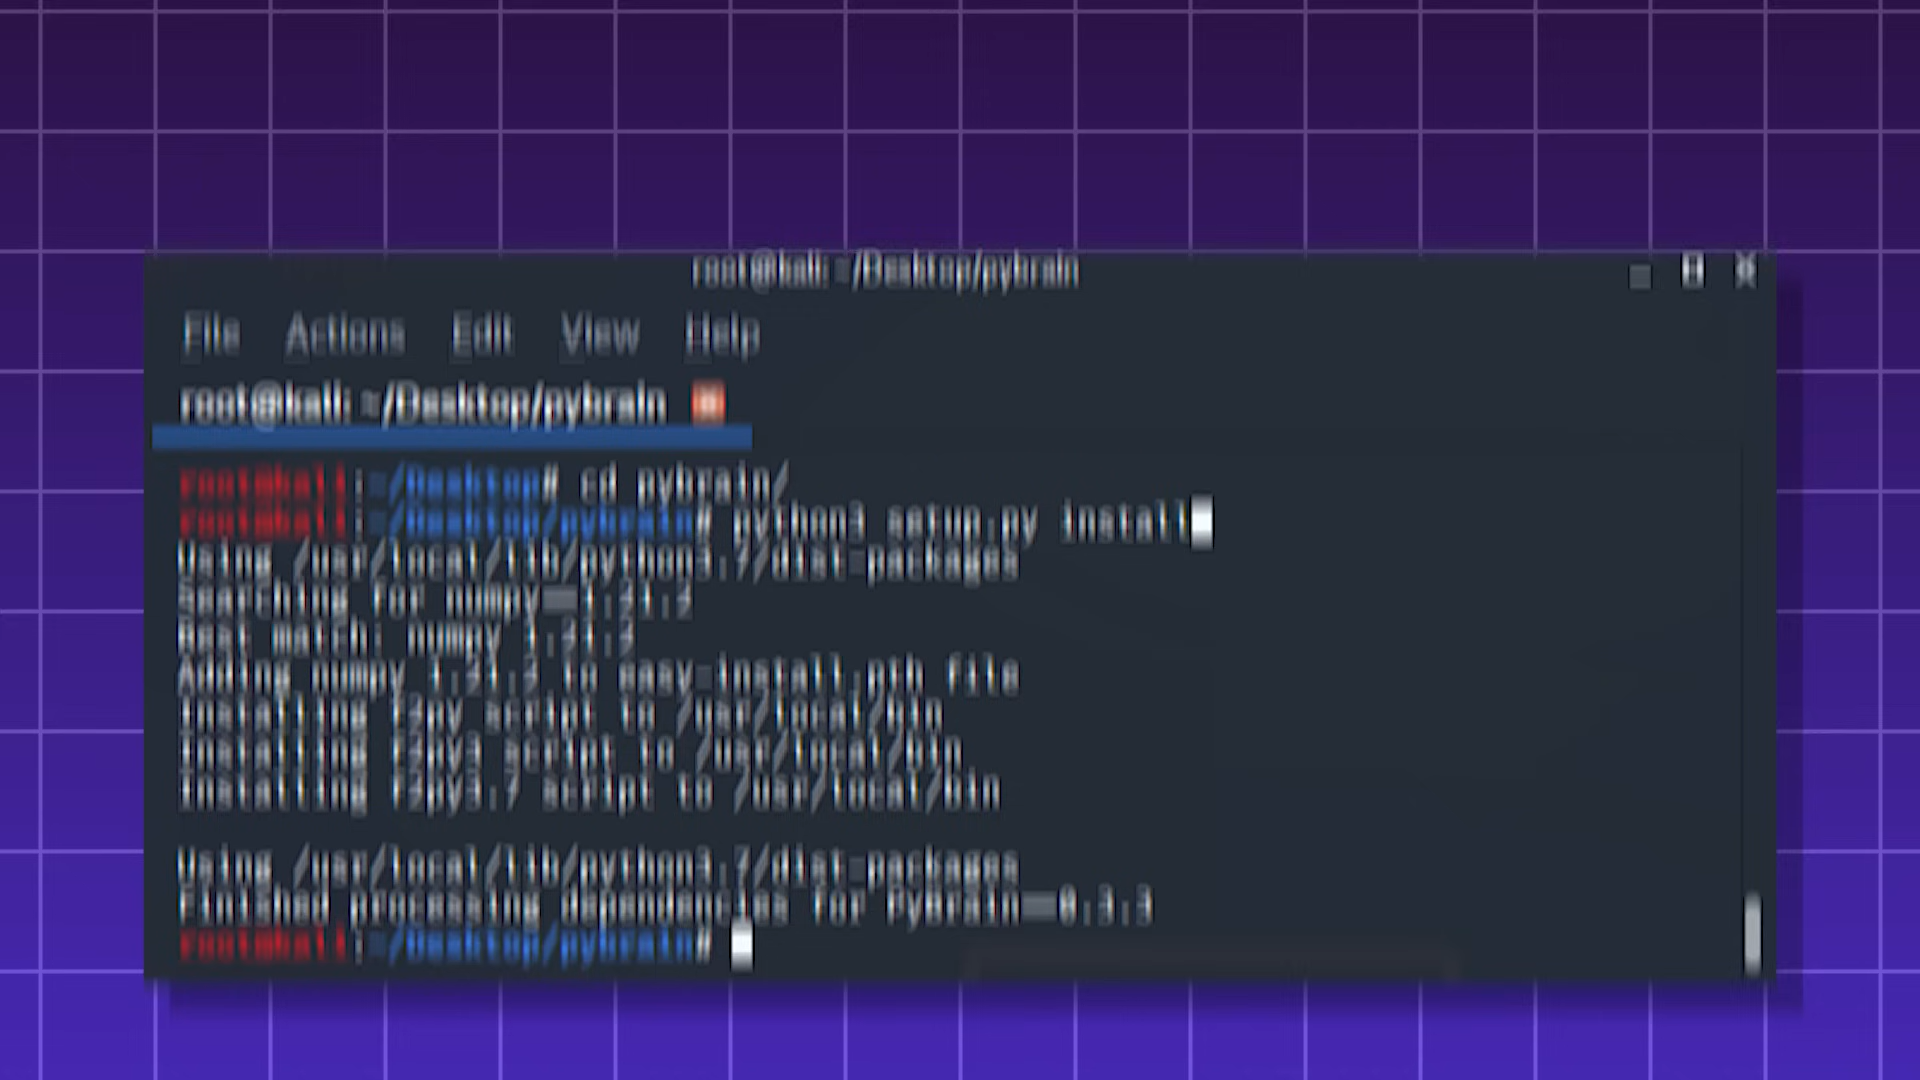 root@kali: ~/Desktop/pybrain
File Actions Edit View Help
root@kali: ~/Desktop/pybrain
root@kali:~/Desktop# cd pybrain/
root@kali:~/Desktop/pybrain# python3 setup.py install
Using /usr/local/lib/python3.7/dist-packages
Searching for numpy==1.21.2
Best match: numpy 1.21.2
Adding numpy 1.21.2 to easy-install.pth file
Installing f2py script to /usr/local/bin
Installing f2py3 script to /usr/local/bin
Installing f2py3.7 script to /usr/local/bin
Using /usr/local/lib/python3.7/dist-packages
Finished processing dependencies for PyBrain==0.3.3
root@kali:~/Desktop/pybrain#